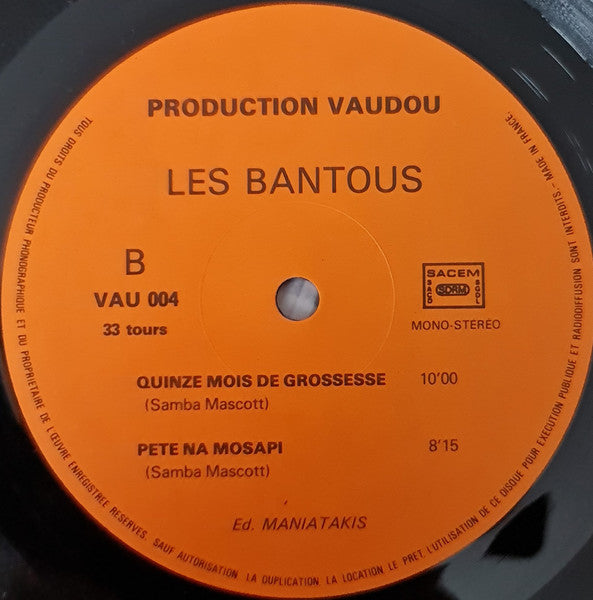 PRODUCTION VAUDOU
LES BANTOUS
B
VAU 004
33 tours
SACEM
SACD
SDRM
SGDL
MONO-STÉRÉO
QUINZE MOIS DE GROSSESSE 10'00
(Samba Mascott)
PETE NA MOSAPI 8'15
(Samba Mascott)
Ed. MANIATAKIS
TOUS DROITS DU PRODUCTEUR PHONOGRAPHIQUE ET DU PROPRIETAIRE DE L'ŒUVRE ENREGISTREE RESERVES. SAUF AUTORISATION LA DUPLICATION, LA LOCATION LE PRET, L'UTILISATION DE CE DISQUE POUR EXECUTION PUBLIQUE ET RADIODIFFUSION SONT INTERDITS - MADE IN FRANCE.